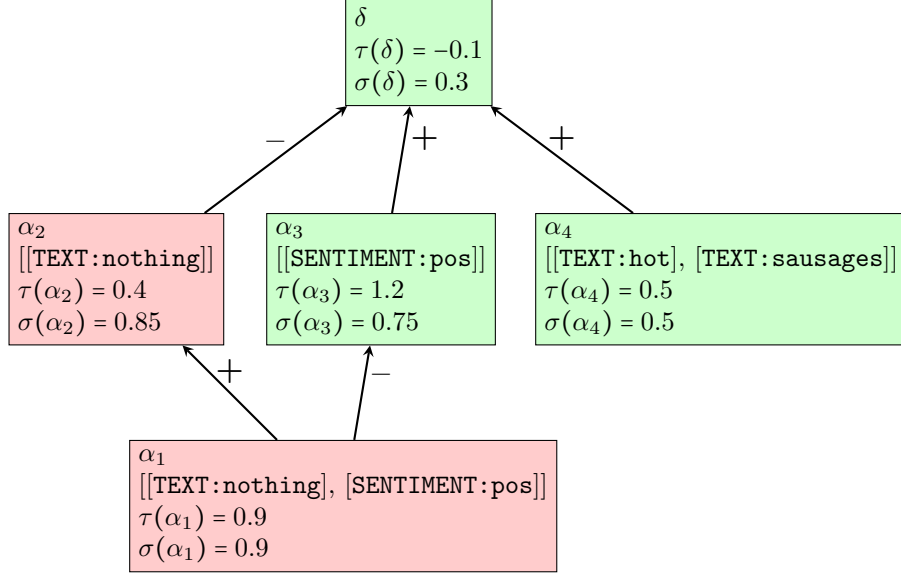 δ
τ(δ) = −0.1
σ(δ) = 0.3
−
+
+
α₂
[[TEXT:nothing]]
τ(α₂) = 0.4
σ(α₂) = 0.85
α₃
[[SENTIMENT:pos]]
τ(α₃) = 1.2
σ(α₃) = 0.75
α₄
[[TEXT:hot], [TEXT:sausages]]
τ(α₄) = 0.5
σ(α₄) = 0.5
+
−
α₁
[[TEXT:nothing], [SENTIMENT:pos]]
τ(α₁) = 0.9
σ(α₁) = 0.9